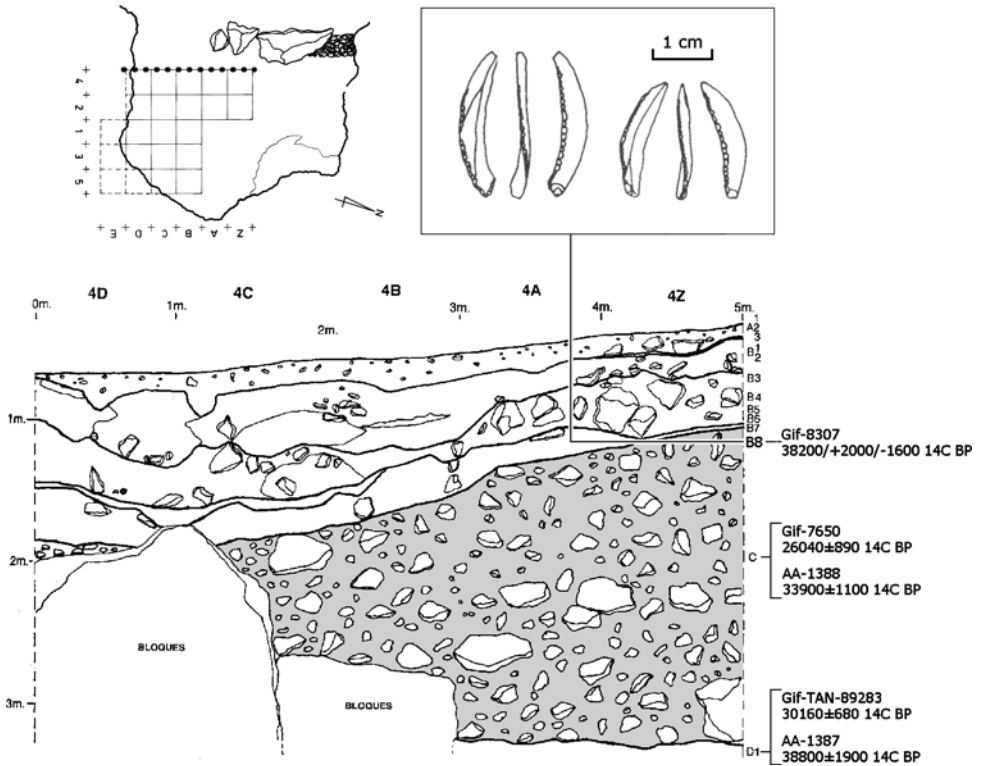 1 cm
4
2
1
3
5
E
D
C
B
A
Z
N
4D
4C
4B
4A
4Z
0m.
1m.
2m.
3m.
4m.
5m.
1
A2
3
B1
B2
B3
B4
B5
B6
B7
B8
C
D1
1m.
2m.
3m.
BLOQUES
BLOQUES
Gif-8307
38200/+2000/-1600 14C BP
Gif-7650
26040±890 14C BP
AA-1388
33900±1100 14C BP
Gif-TAN-89283
30160±680 14C BP
AA-1387
38800±1900 14C BP